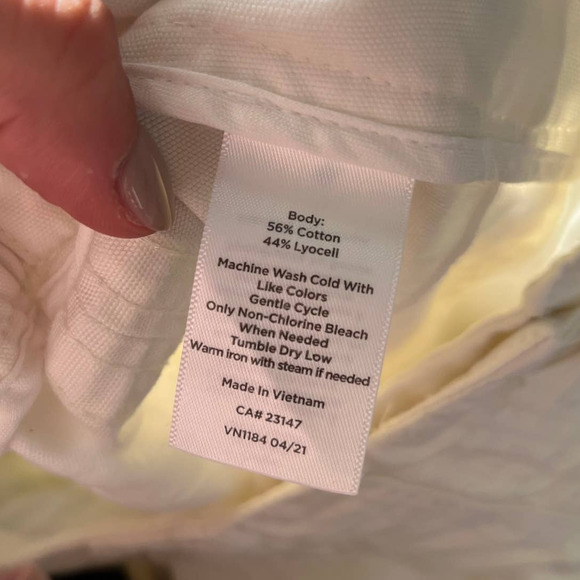 Body:
56% Cotton
44% Lyocell
Machine Wash Cold With
Like Colors
Gentle Cycle
Only Non-Chlorine Bleach
When Needed
Tumble Dry Low
Warm iron with steam if needed
Made In Vietnam
CA# 23147
VN1184 04/21